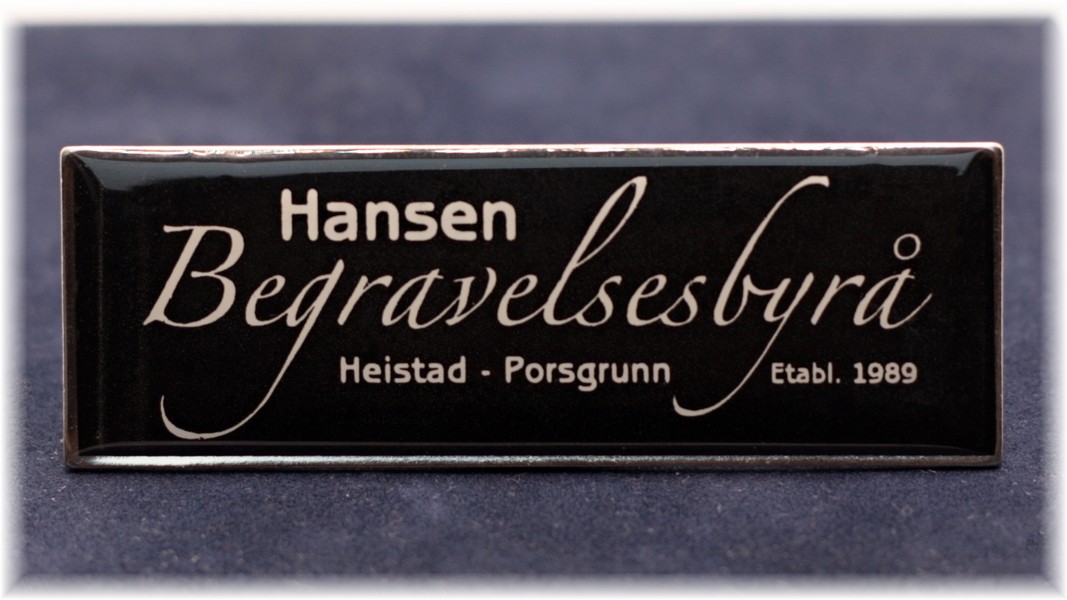 Hansen
Begravelsesbyrå
Heistad - Porsgrunn Etabl. 1989